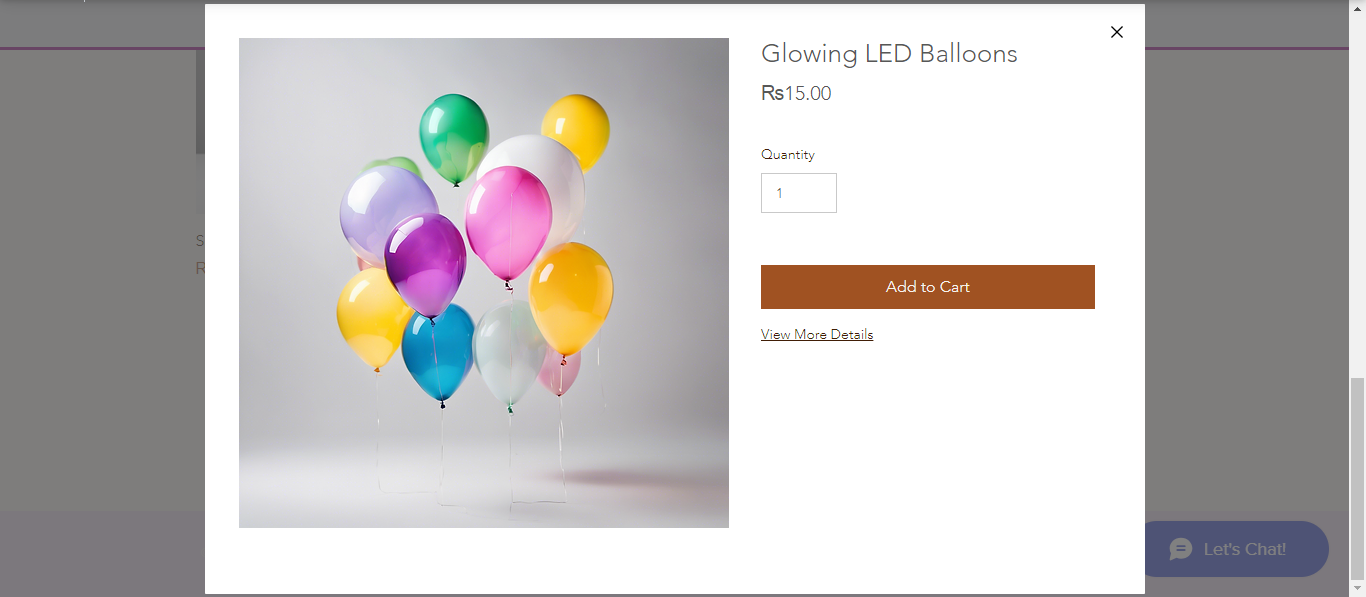 Glowing LED Balloons
Rs15.00
Quantity
1
Add to Cart
View More Details
S
R
Let's Chat!